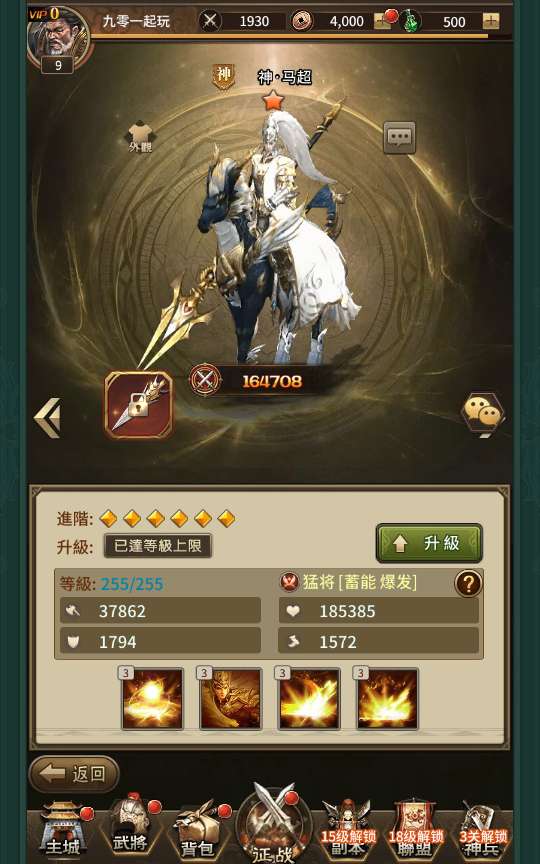 VIP 0
九零一起玩
1930
4,000
500
9
神
神·马超
外觀
164708
進階:
升級:
已達等級上限
升級
等級: 255/255
猛将 [蓄能 爆发]
?
37862
185385
1794
1572
3
3
3
3
返回
15级解锁
18级解锁
3关解锁
主城
武將
背包
征战
副本
聯盟
神兵